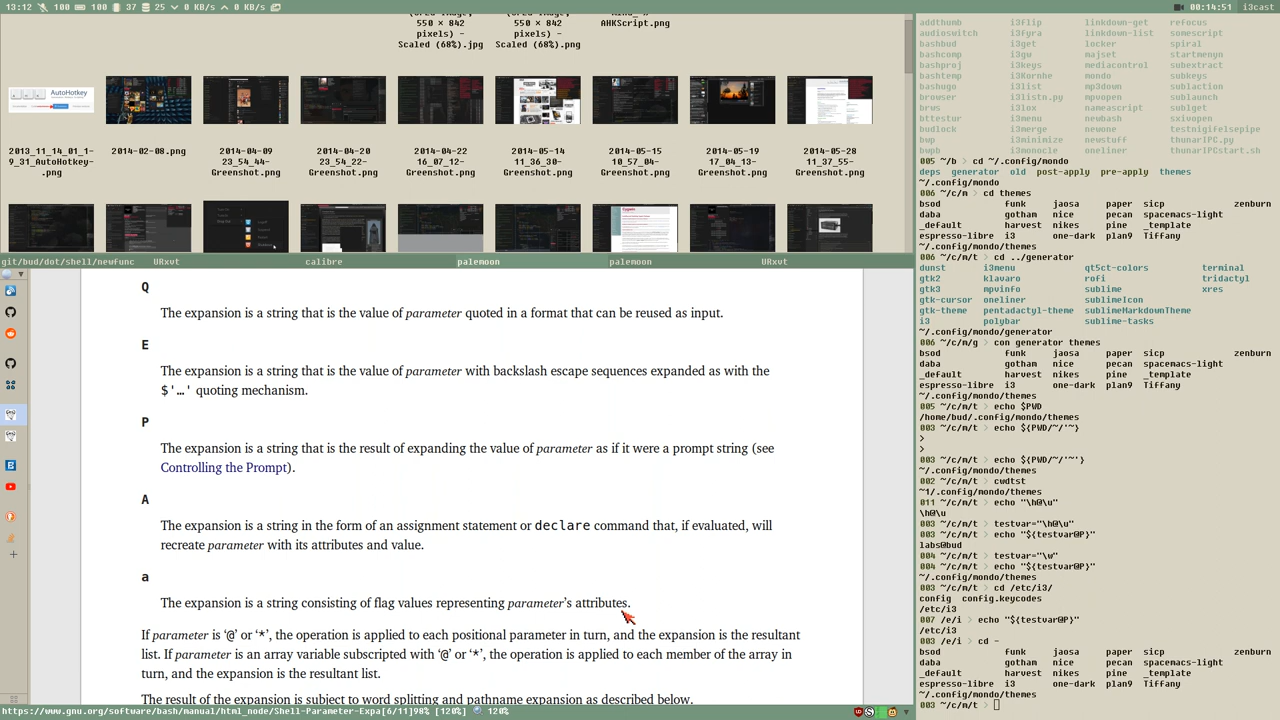 13:12 100 100 37 25 0 KB/s 0 KB/s
00:14:51 i3cast
550 × 842 550 × 842 AHKScript.png
pixels) – pixels) –
Scaled (68%).jpg Scaled (68%).png
AutoHotkey
2013_11_14_01_1- 2014-02-08.png 2014-04-09 2014-04-20 2014-04-22 2014-05-14 2014-05-15 2014-05-19 2014-05-28
9_31_AutoHotkey- 23_54_44- 23_54_22- 16_07_12- 11_36_30- 10_57_04- 17_04_13- 11_37_55-
.png Greenshot.png Greenshot.png Greenshot.png Greenshot.png Greenshot.png Greenshot.png Greenshot.png
git/bud/dot/shell/newfunc URxvt calibre palemoon palemoon URxvt
Q
The expansion is a string that is the value of parameter quoted in a format that can be reused as input.
E
The expansion is a string that is the value of parameter with backslash escape sequences expanded as with the
$'…' quoting mechanism.
P
The expansion is a string that is the result of expanding the value of parameter as if it were a prompt string (see
Controlling the Prompt).
A
The expansion is a string in the form of an assignment statement or declare command that, if evaluated, will
recreate parameter with its attributes and value.
a
The expansion is a string consisting of flag values representing parameter's attributes.
If parameter is ‘@’ or ‘*’, the operation is applied to each positional parameter in turn, and the expansion is the resultant
list. If parameter is an array variable subscripted with ‘@’ or ‘*’, the operation is applied to each member of the array in
turn, and the expansion is the resultant list.
The result of the expansion is subject to word splitting and pathname expansion as described below.
https://www.gnu.org/software/bash/manual/html_node/Shell-Parameter-Expa[6/11]98% [120%] 120%
addthumb i3flip linkdown-get refocus
audioswitch i3fyra linkdown-list somescript
bashbud i3get locker spiral
bashcomp i3gw majset startmenyn
bashproj i3keys mediacontrol subextract
bashtemp i3Kornhe mondo subkeys
bashugo i3list mp3down sublaction
browser i3listn.py mpvopen sublaunch
brws i3lux namescript sublget
bttestur i3menu newbash sxivopen
budlock i3merge newone testnigifelsepipe
bwp i3mpv newstuff thunarIPC.py
bwpb i3monocle oneliner thunarIPCstart.sh
005 ~/b > cd ~/.config/mondo
deps generator old post-apply pre-apply themes
~/.config/mondo
006 ~/c/m > cd themes
bsod funk jaosa paper sicp zenburn
daba gotham nice pecan spacemacs-light
_default harvest nikes pine _template
espresso-libre i3 one-dark plan9 Tiffany
~/.config/mondo/themes
006 ~/c/m/t > cd ../generator
dunst i3menu qt5ct-colors terminal
gtk2 klavaro rofi tridactyl
gtk3 mpvinfo sublime xres
gtk-cursor oneliner sublimeIcon
gtk-theme pentadactyl-theme sublimeMarkdownTheme
i3 polybar sublime-tasks
~/.config/mondo/generator
006 ~/c/m/g > con generator themes
bsod funk jaosa paper sicp zenburn
daba gotham nice pecan spacemacs-light
_default harvest nikes pine _template
espresso-libre i3 one-dark plan9 Tiffany
~/.config/mondo/themes
005 ~/c/m/t > echo $PWD
/home/bud/.config/mondo/themes
003 ~/c/m/t > echo ${PWD/~/'~}
>
>
003 ~/c/m/t > echo ${PWD/~/'~'}
~/.config/mondo/themes
002 ~/c/m/t > cwdtst
~1/.config/mondo/themes
011 ~/c/m/t > echo "\h@\u"
\h@\u
003 ~/c/m/t > testvar="\h@\u"
003 ~/c/m/t > echo "${testvar@P}"
labs@bud
004 ~/c/m/t > testvar="\w"
004 ~/c/m/t > echo "${testvar@P}"
~/.config/mondo/themes
003 ~/c/m/t > cd /etc/i3/
config config.keycodes
/etc/i3
007 /e/i > echo "${testvar@P}"
/etc/i3
003 /e/i > cd -
bsod funk jaosa paper sicp zenburn
daba gotham nice pecan spacemacs-light
_default harvest nikes pine _template
espresso-libre i3 one-dark plan9 Tiffany
~/.config/mondo/themes
003 ~/c/m/t >